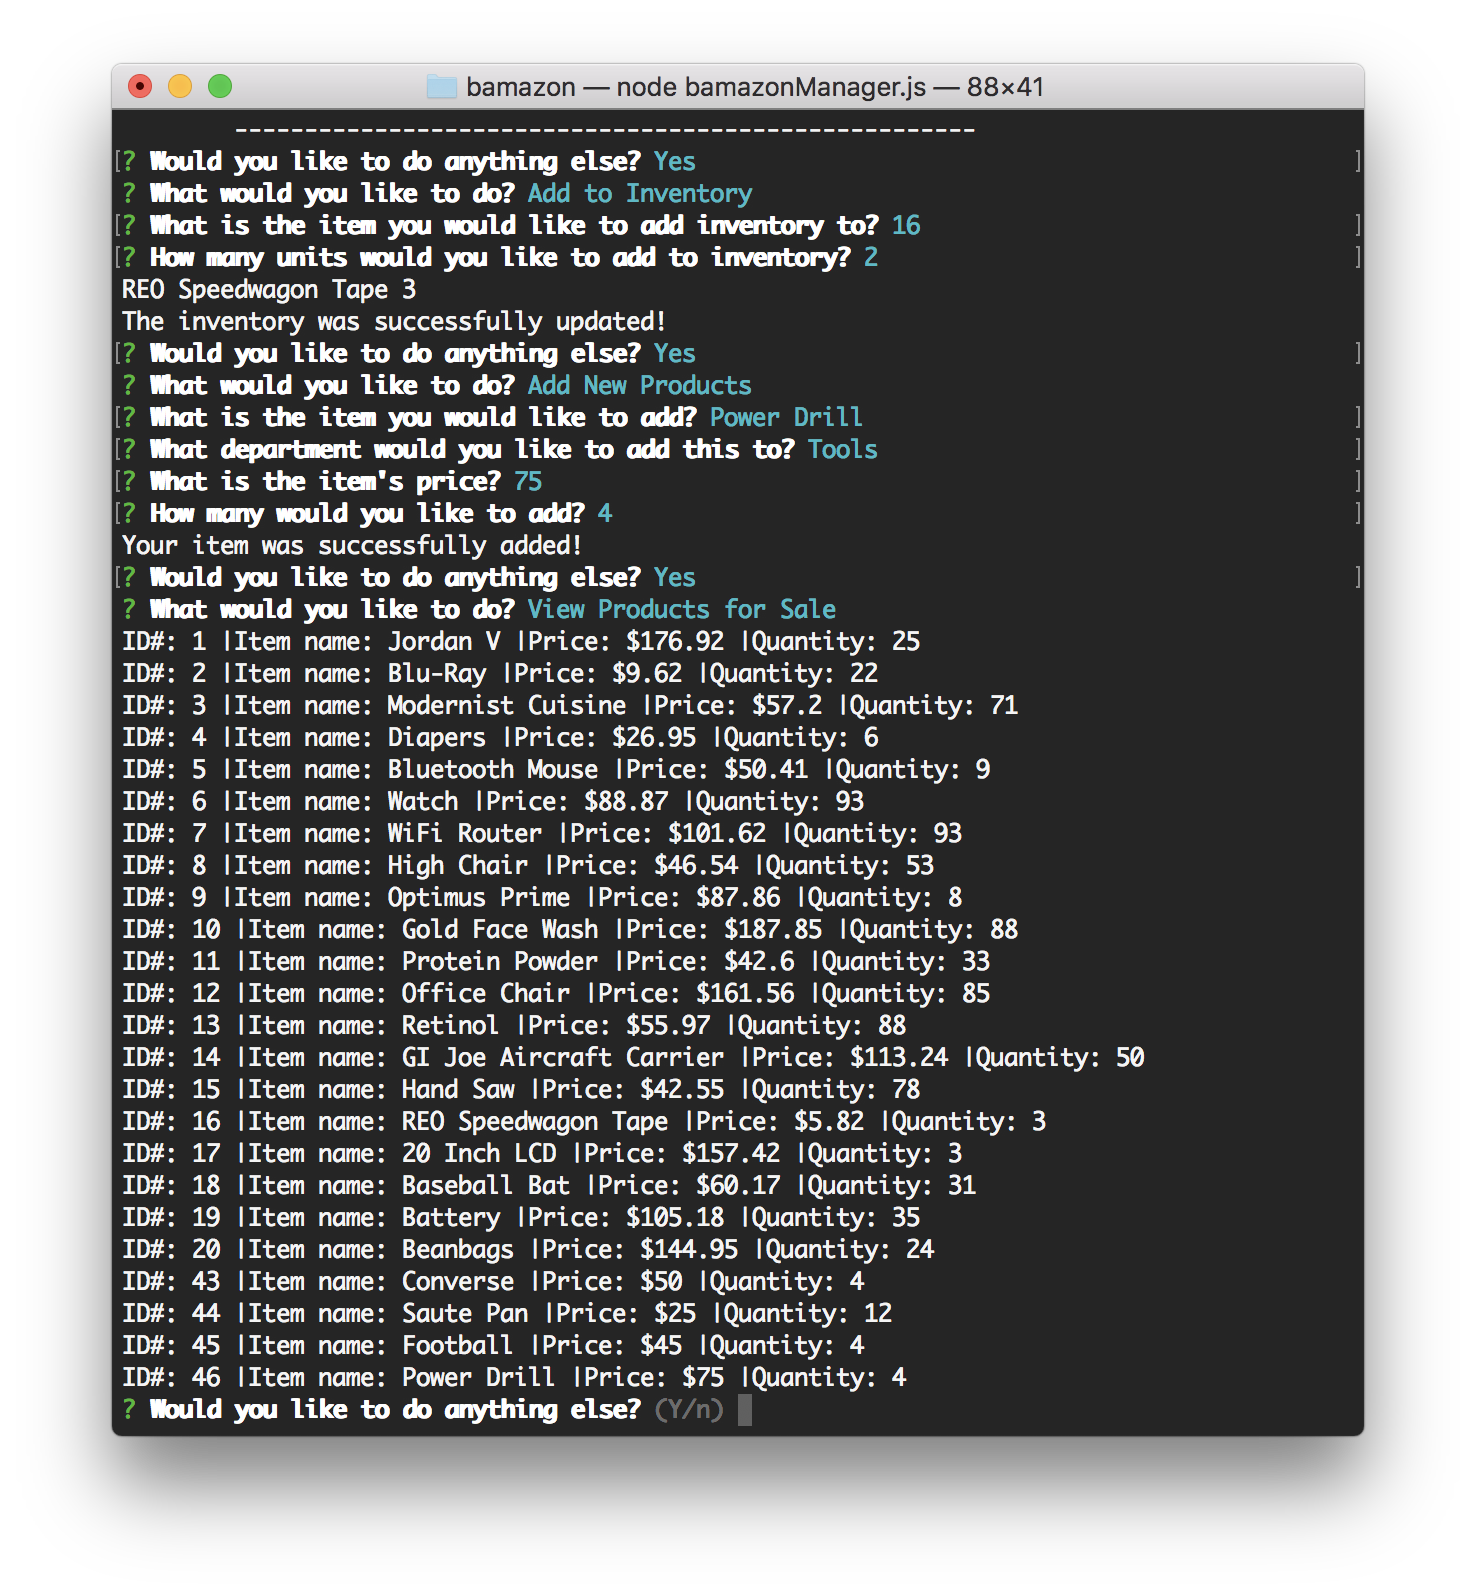 bamazon — node bamazonManager.js — 88×41
-----------------------------------------------------
[? Would you like to do anything else? Yes ]
? What would you like to do? Add to Inventory
[? What is the item you would like to add inventory to? 16 ]
[? How many units would you like to add to inventory? 2 ]
REO Speedwagon Tape 3
The inventory was successfully updated!
[? Would you like to do anything else? Yes ]
? What would you like to do? Add New Products
[? What is the item you would like to add? Power Drill ]
[? What department would you like to add this to? Tools ]
[? What is the item's price? 75 ]
[? How many would you like to add? 4 ]
Your item was successfully added!
[? Would you like to do anything else? Yes ]
? What would you like to do? View Products for Sale
ID#: 1 |Item name: Jordan V |Price: $176.92 |Quantity: 25
ID#: 2 |Item name: Blu-Ray |Price: $9.62 |Quantity: 22
ID#: 3 |Item name: Modernist Cuisine |Price: $57.2 |Quantity: 71
ID#: 4 |Item name: Diapers |Price: $26.95 |Quantity: 6
ID#: 5 |Item name: Bluetooth Mouse |Price: $50.41 |Quantity: 9
ID#: 6 |Item name: Watch |Price: $88.87 |Quantity: 93
ID#: 7 |Item name: WiFi Router |Price: $101.62 |Quantity: 93
ID#: 8 |Item name: High Chair |Price: $46.54 |Quantity: 53
ID#: 9 |Item name: Optimus Prime |Price: $87.86 |Quantity: 8
ID#: 10 |Item name: Gold Face Wash |Price: $187.85 |Quantity: 88
ID#: 11 |Item name: Protein Powder |Price: $42.6 |Quantity: 33
ID#: 12 |Item name: Office Chair |Price: $161.56 |Quantity: 85
ID#: 13 |Item name: Retinol |Price: $55.97 |Quantity: 88
ID#: 14 |Item name: GI Joe Aircraft Carrier |Price: $113.24 |Quantity: 50
ID#: 15 |Item name: Hand Saw |Price: $42.55 |Quantity: 78
ID#: 16 |Item name: REO Speedwagon Tape |Price: $5.82 |Quantity: 3
ID#: 17 |Item name: 20 Inch LCD |Price: $157.42 |Quantity: 3
ID#: 18 |Item name: Baseball Bat |Price: $60.17 |Quantity: 31
ID#: 19 |Item name: Battery |Price: $105.18 |Quantity: 35
ID#: 20 |Item name: Beanbags |Price: $144.95 |Quantity: 24
ID#: 43 |Item name: Converse |Price: $50 |Quantity: 4
ID#: 44 |Item name: Saute Pan |Price: $25 |Quantity: 12
ID#: 45 |Item name: Football |Price: $45 |Quantity: 4
ID#: 46 |Item name: Power Drill |Price: $75 |Quantity: 4
? Would you like to do anything else? (Y/n)